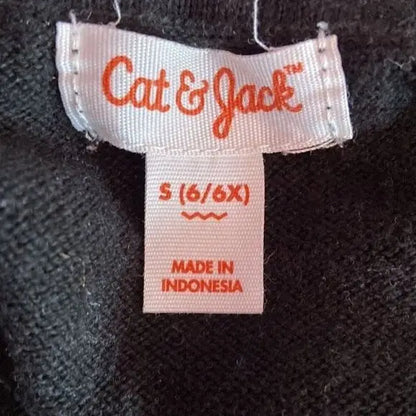 Cat & Jack™
S (6/6X)
MADE IN
INDONESIA